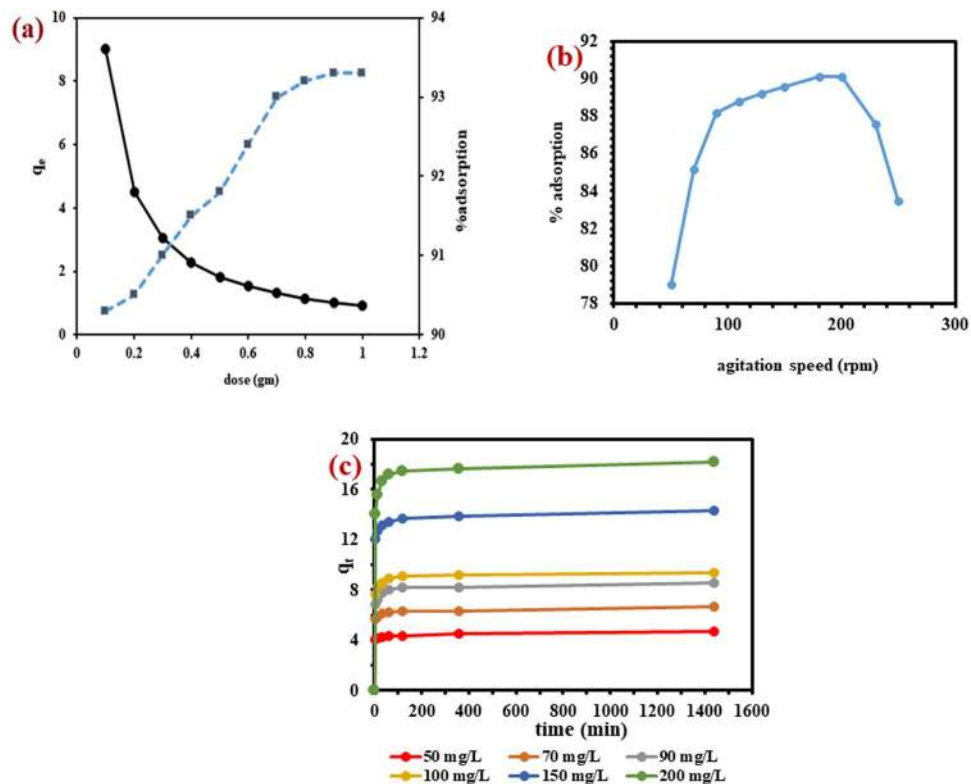 (a)
10
8
6
4
2
0
qe
94
93
92
91
90
%adsorption
0 0.2 0.4 0.6 0.8 1 1.2
dose (gm)
(b)
92
90
88
86
84
82
80
78
% adsorption
0 100 200 300
agitation speed (rpm)
(c)
20
16
12
8
4
0
qt
0 200 400 600 800 1000 1200 1400 1600
time (min)
50 mg/L 70 mg/L 90 mg/L
100 mg/L 150 mg/L 200 mg/L